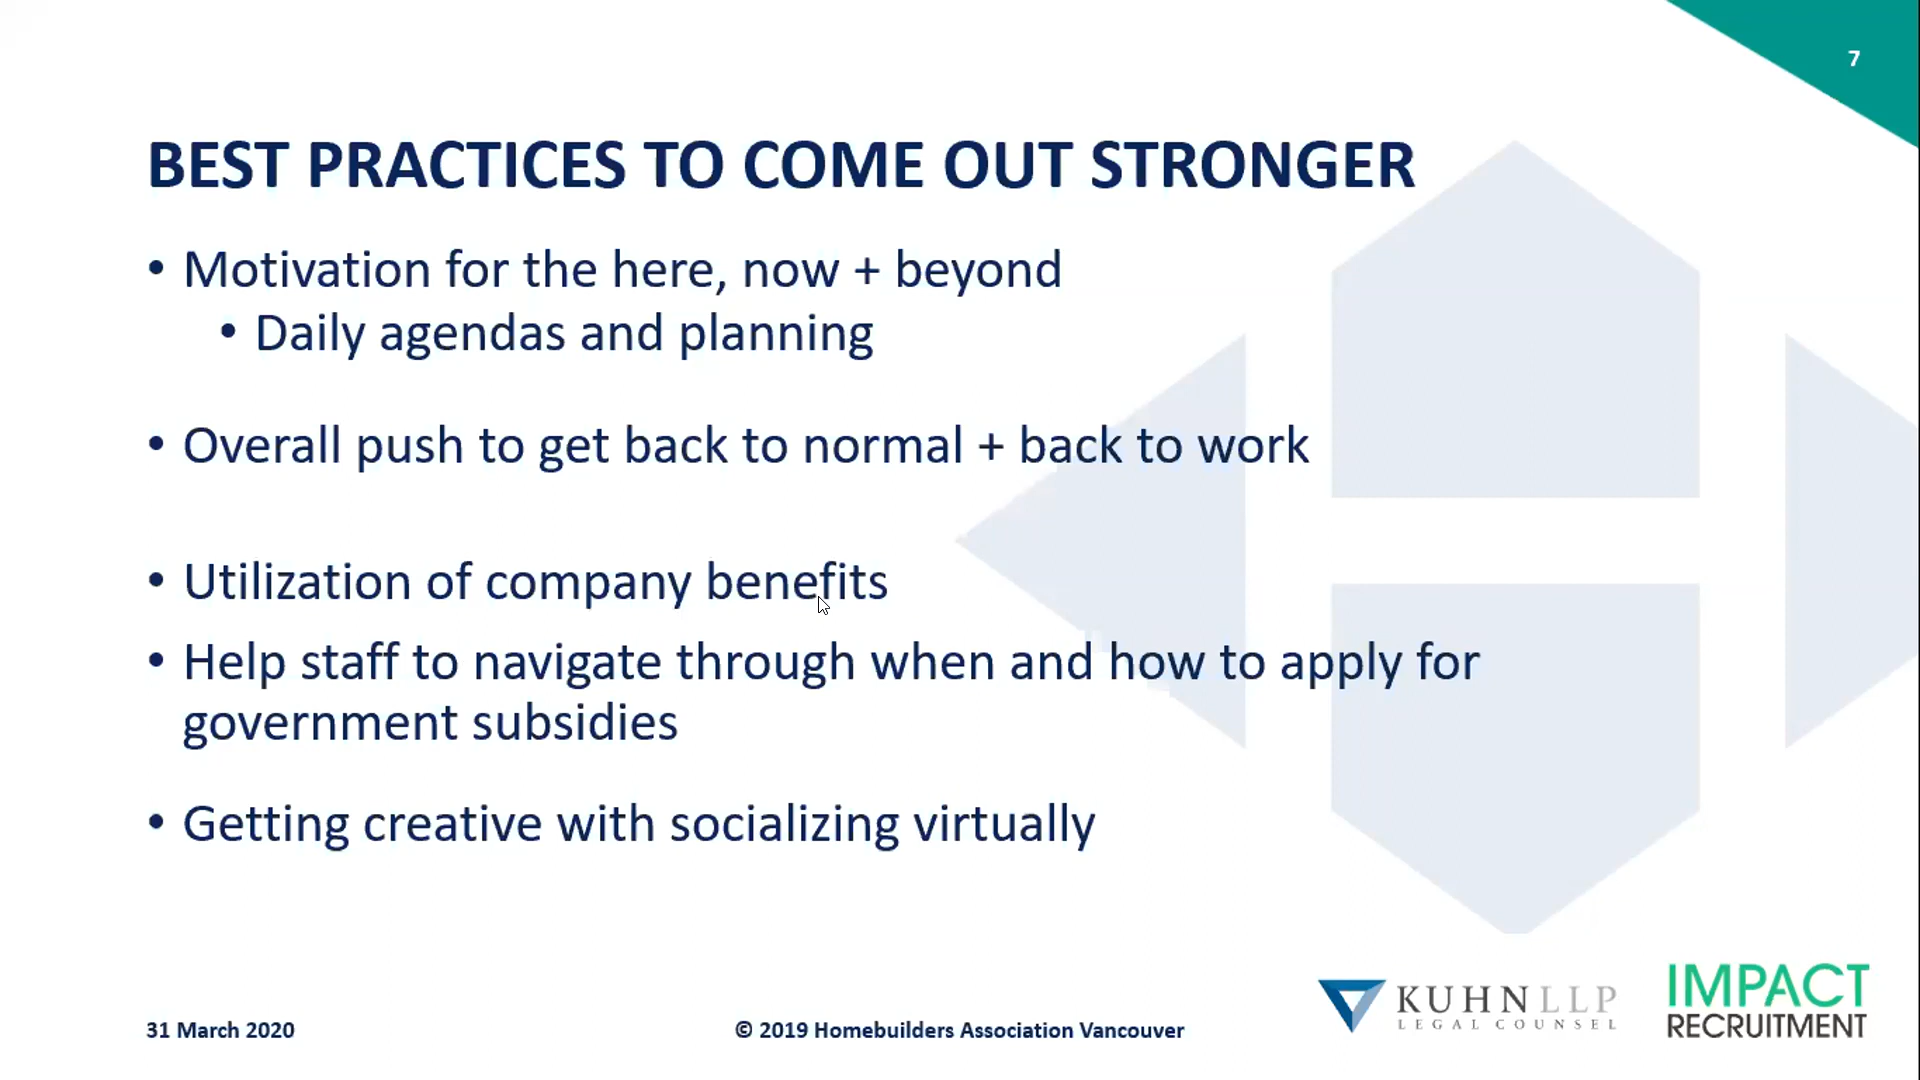 7
BEST PRACTICES TO COME OUT STRONGER
• Motivation for the here, now + beyond
• Daily agendas and planning
• Overall push to get back to normal + back to work
• Utilization of company benefits
• Help staff to navigate through when and how to apply for
government subsidies
• Getting creative with socializing virtually
31 March 2020
© 2019 Homebuilders Association Vancouver
KUHN LLP
LEGAL COUNSEL
IMPACT
RECRUITMENT